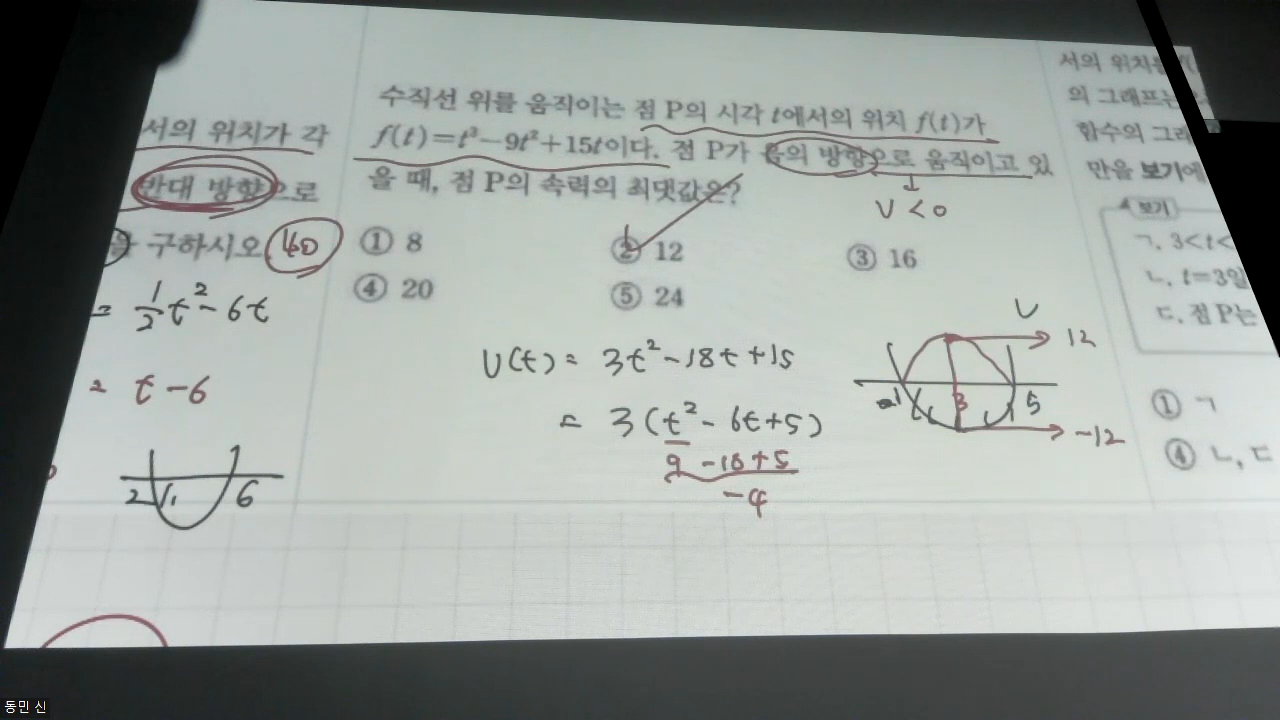 서의 위치가 각
반대 방향으로
을 구하시오. 40
= 1/2 t² - 6t
= t - 6
2 6
수직선 위를 움직이는 점 P의 시각 t에서의 위치 f(t)가
f(t)=t³-9t²+15t이다. 점 P가 음의 방향으로 움직이고 있
을 때, 점 P의 속력의 최댓값은?
v < 0
① 8 ② 12 ③ 16
④ 20 ⑤ 24
v(t) = 3t² - 18t + 15
= 3(t² - 6t + 5)
9 - 18 + 5
-4
v
12
1 3 5
-12
서의 위치를
의 그래프는
함수의 그래
만을 보기에
보기
ㄱ. 3<t<
ㄴ. t=3일
ㄷ. 점 P는
① ㄱ
④ ㄴ, ㄷ
동민 신